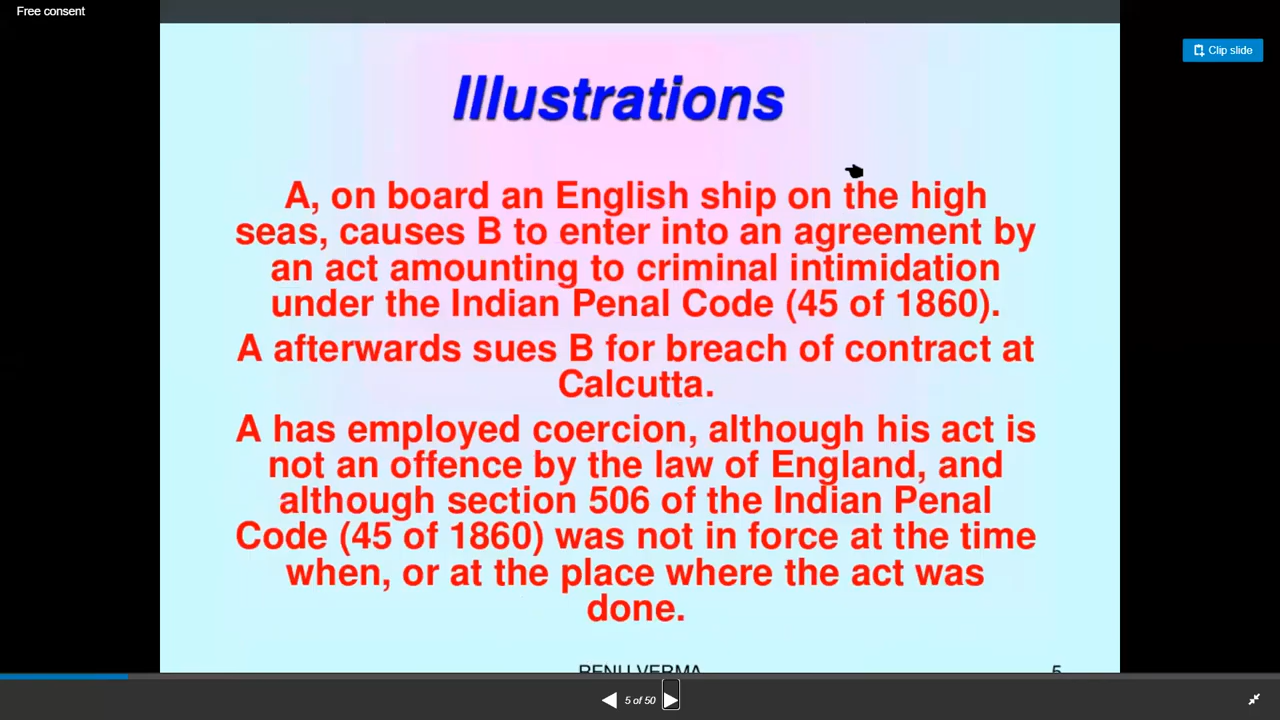 Free consent
Clip slide
Illustrations
A, on board an English ship on the high
seas, causes B to enter into an agreement by
an act amounting to criminal intimidation
under the Indian Penal Code (45 of 1860).
A afterwards sues B for breach of contract at
Calcutta.
A has employed coercion, although his act is
not an offence by the law of England, and
although section 506 of the Indian Penal
Code (45 of 1860) was not in force at the time
when, or at the place where the act was
done.
RENU VERMA 5
5 of 50